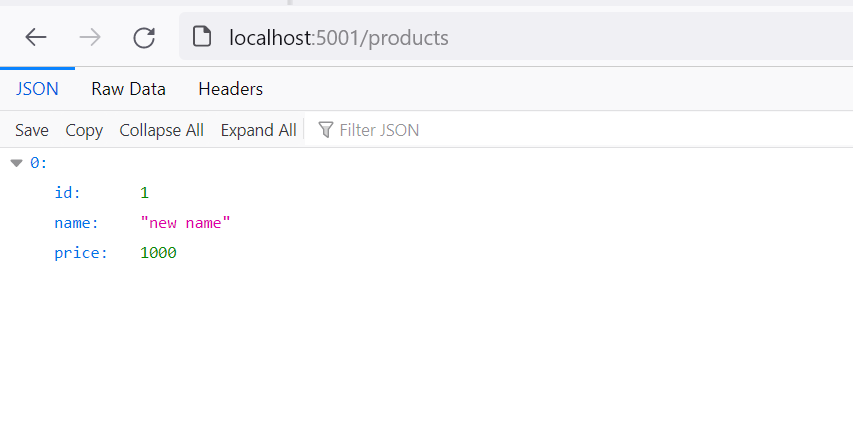 localhost:5001/products
JSON Raw Data Headers
Save Copy Collapse All Expand All Filter JSON
0:
id: 1
name: "new name"
price: 1000